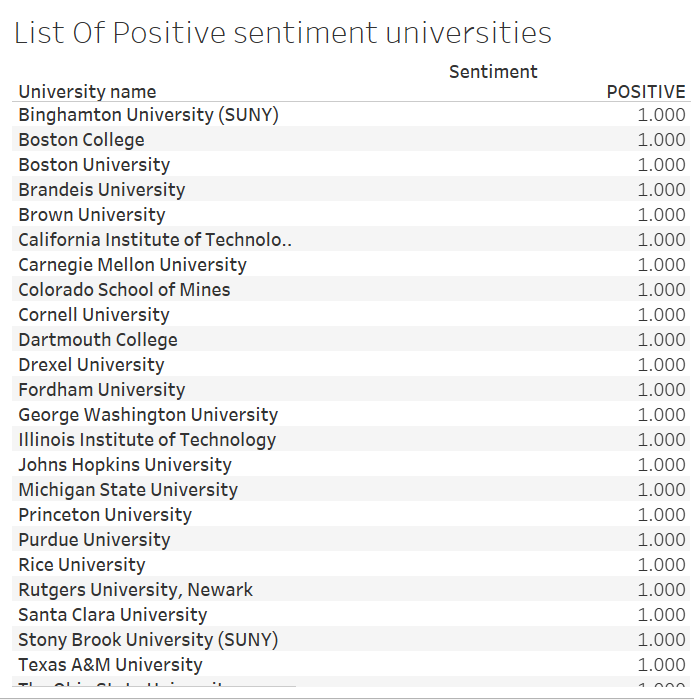 List Of Positive sentiment universities
Sentiment
University name POSITIVE
Binghamton University (SUNY) 1.000
Boston College 1.000
Boston University 1.000
Brandeis University 1.000
Brown University 1.000
California Institute of Technolo.. 1.000
Carnegie Mellon University 1.000
Colorado School of Mines 1.000
Cornell University 1.000
Dartmouth College 1.000
Drexel University 1.000
Fordham University 1.000
George Washington University 1.000
Illinois Institute of Technology 1.000
Johns Hopkins University 1.000
Michigan State University 1.000
Princeton University 1.000
Purdue University 1.000
Rice University 1.000
Rutgers University, Newark 1.000
Santa Clara University 1.000
Stony Brook University (SUNY) 1.000
Texas A&M University 1.000